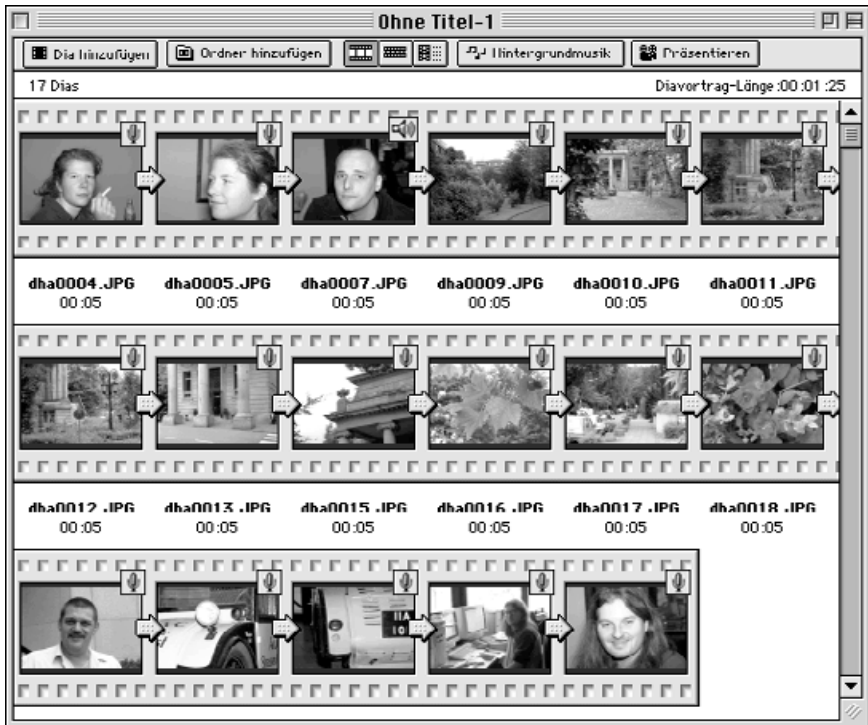 Ohne Titel-1
Dia hinzufügen Ordner hinzufügen Hintergrundmusik Präsentieren
17 Dias Diavortrag-Länge:00:01:25
dha0004.JPG dha0005.JPG dha0007.JPG dha0009.JPG dha0010.JPG dha0011.JPG
00:05 00:05 00:05 00:05 00:05 00:05
dha0012.JPG dha0013.JPG dha0015.JPG dha0016.JPG dha0017.JPG dha0018.JPG
00:05 00:05 00:05 00:05 00:05 00:05